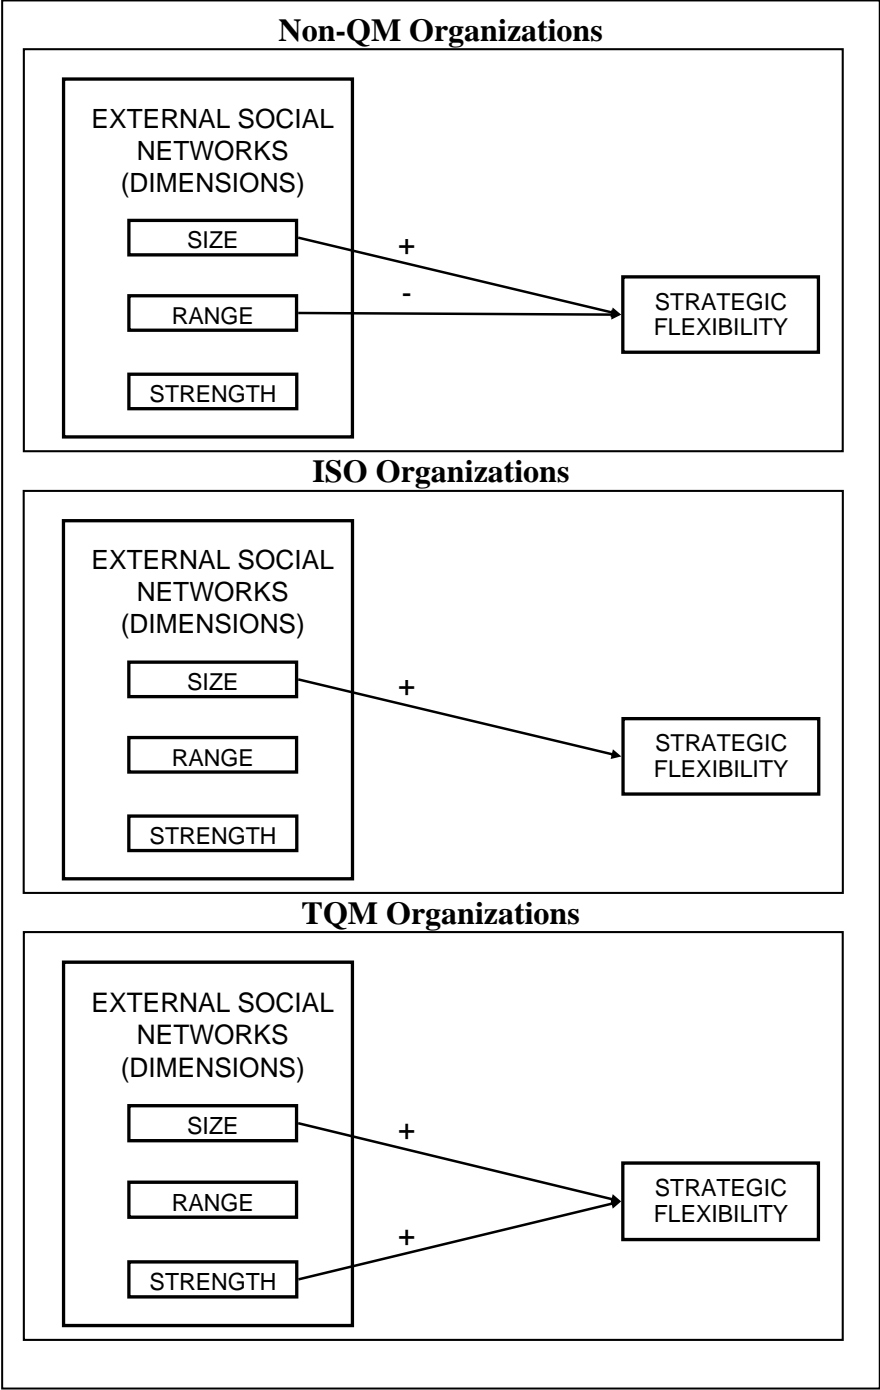 Non-QM Organizations
EXTERNAL SOCIAL
NETWORKS
(DIMENSIONS)
SIZE
+
-
RANGE
STRATEGIC
FLEXIBILITY
STRENGTH
ISO Organizations
EXTERNAL SOCIAL
NETWORKS
(DIMENSIONS)
SIZE
+
RANGE
STRATEGIC
FLEXIBILITY
STRENGTH
TQM Organizations
EXTERNAL SOCIAL
NETWORKS
(DIMENSIONS)
SIZE
+
RANGE
STRATEGIC
FLEXIBILITY
+
STRENGTH